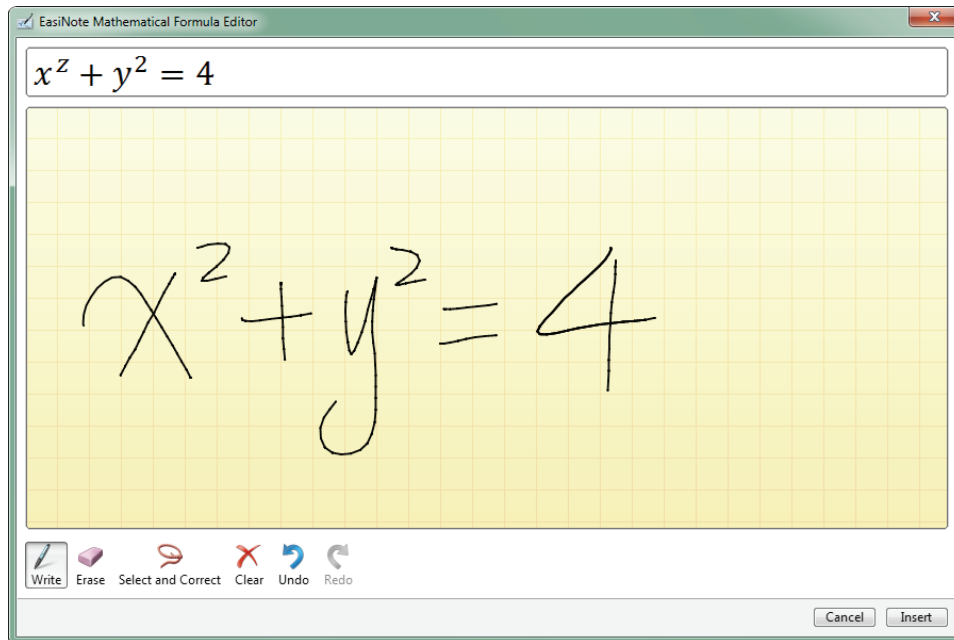 EasiNote Mathematical Formula Editor
x^z + y^2 = 4
x^2 + y^2 = 4
Write Erase Select and Correct Clear Undo Redo
Cancel Insert